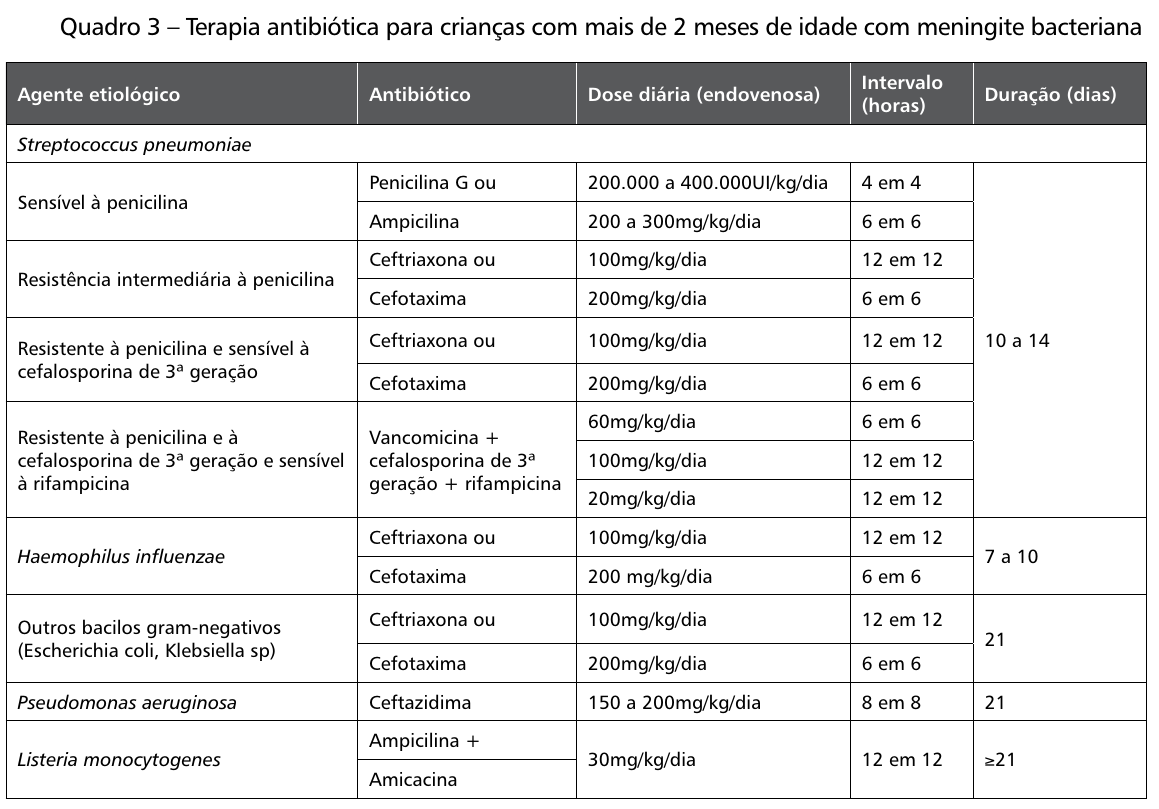 Quadro 3 – Terapia antibiótica para crianças com mais de 2 meses de idade com meningite bacteriana
Agente etiológico
Antibiótico
Dose diária (endovenosa)
Intervalo
(horas)
Duração (dias)
Streptococcus pneumoniae
Sensível à penicilina
Penicilina G ou
200.000 a 400.000UI/kg/dia
4 em 4
Ampicilina
200 a 300mg/kg/dia
6 em 6
Resistência intermediária à penicilina
Ceftriaxona ou
100mg/kg/dia
12 em 12
Cefotaxima
200mg/kg/dia
6 em 6
Resistente à penicilina e sensível à
cefalosporina de 3ª geração
Ceftriaxona ou
100mg/kg/dia
12 em 12
Cefotaxima
200mg/kg/dia
6 em 6
Resistente à penicilina e à
cefalosporina de 3ª geração e sensível
à rifampicina
Vancomicina +
cefalosporina de 3ª
geração + rifampicina
60mg/kg/dia
6 em 6
100mg/kg/dia
12 em 12
20mg/kg/dia
12 em 12
10 a 14
Haemophilus influenzae
Ceftriaxona ou
100mg/kg/dia
12 em 12
Cefotaxima
200 mg/kg/dia
6 em 6
7 a 10
Outros bacilos gram-negativos
(Escherichia coli, Klebsiella sp)
Ceftriaxona ou
100mg/kg/dia
12 em 12
Cefotaxima
200mg/kg/dia
6 em 6
21
Pseudomonas aeruginosa
Ceftazidima
150 a 200mg/kg/dia
8 em 8
21
Listeria monocytogenes
Ampicilina +
Amicacina
30mg/kg/dia
12 em 12
≥21